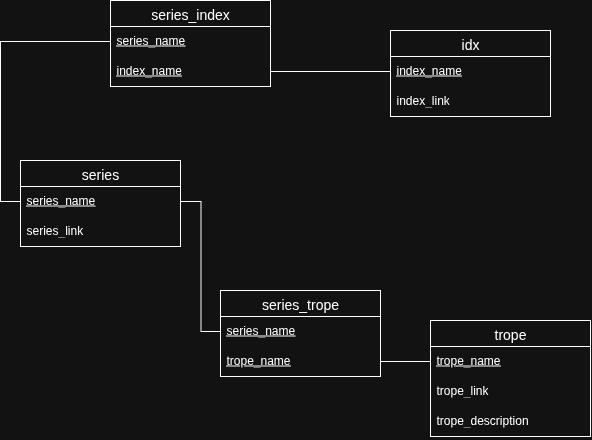 series_index
series_name
index_name
idx
index_name
index_link
series
series_name
series_link
series_trope
series_name
trope_name
trope
trope_name
trope_link
trope_description